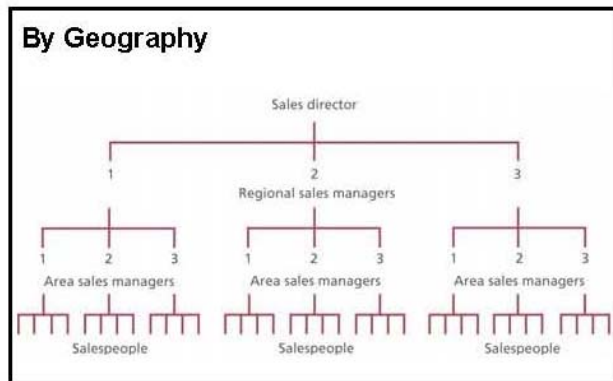 By Geography
Sales director
1 2 3
Regional sales managers
1 2 3 1 2 3 1 2 3
Area sales managers Area sales managers Area sales managers
Salespeople Salespeople Salespeople